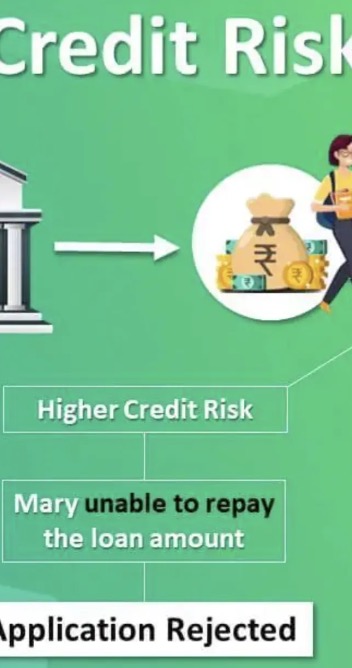 Credit Risk
₹
Higher Credit Risk
Mary unable to repay
the loan amount
Application Rejected